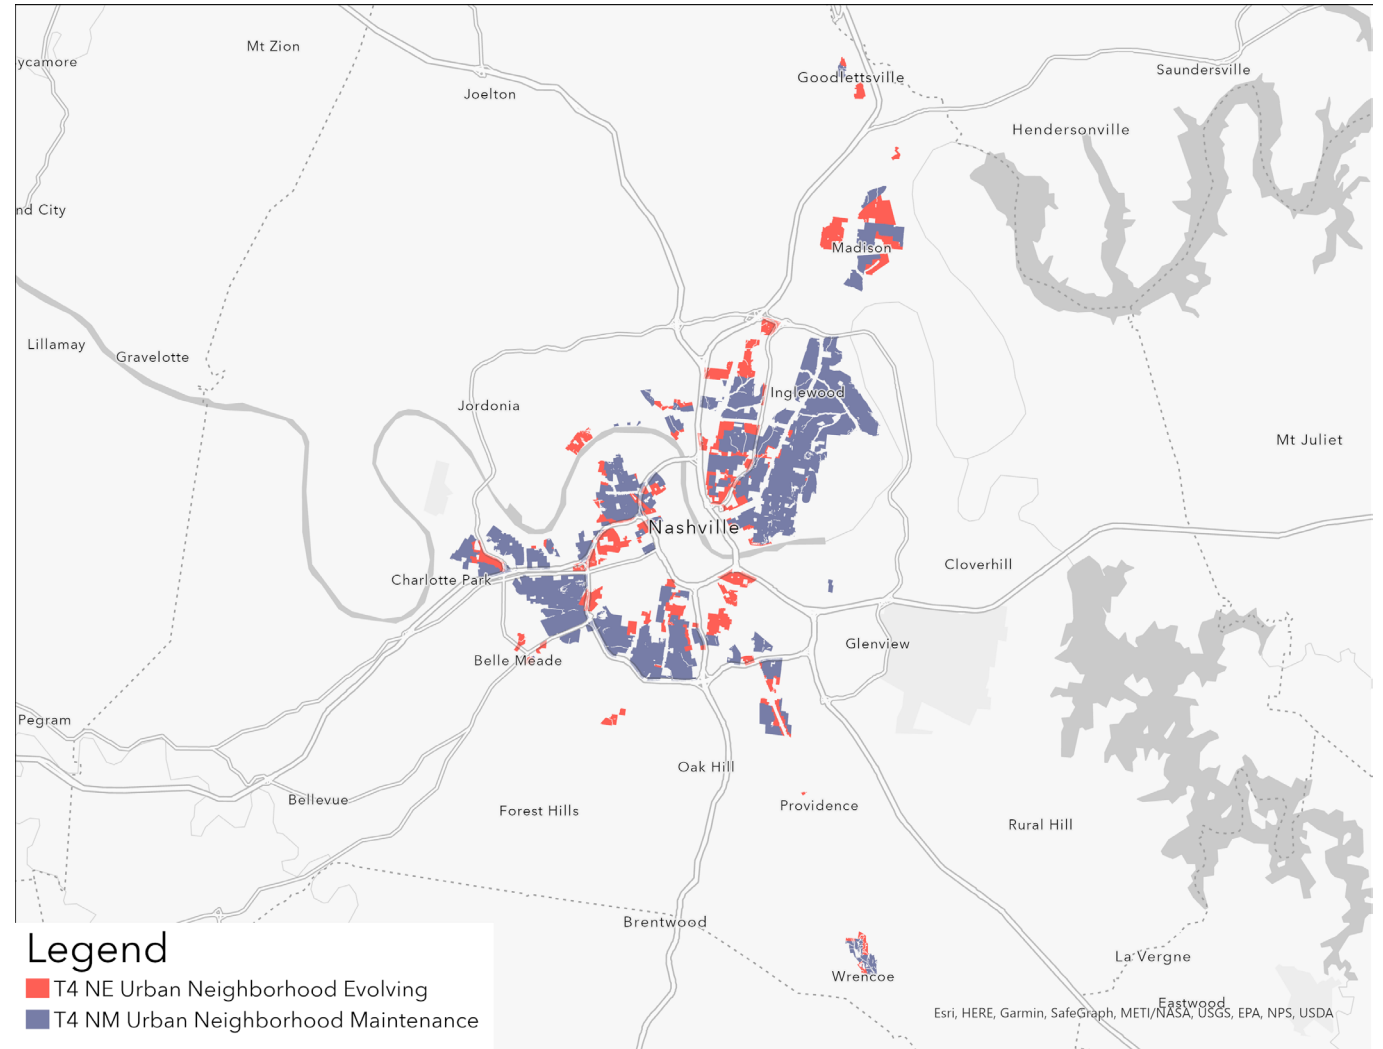 Mt Zion
ycamore
Joelton
Goodlettsville
Saundersville
Hendersonville
nd City
Madison
Lillamay
Gravelotte
Inglewood
Jordonia
Mt Juliet
Nashville
Cloverhill
Charlotte Park
Glenview
Belle Meade
Pegram
Oak Hill
Bellevue
Forest Hills
Providence
Rural Hill
Brentwood
Legend
La Vergne
Wrencoe
T4 NE Urban Neighborhood Evolving
Eastwood
Esri, HERE, Garmin, SafeGraph, METI/NASA, USGS, EPA, NPS, USDA
T4 NM Urban Neighborhood Maintenance